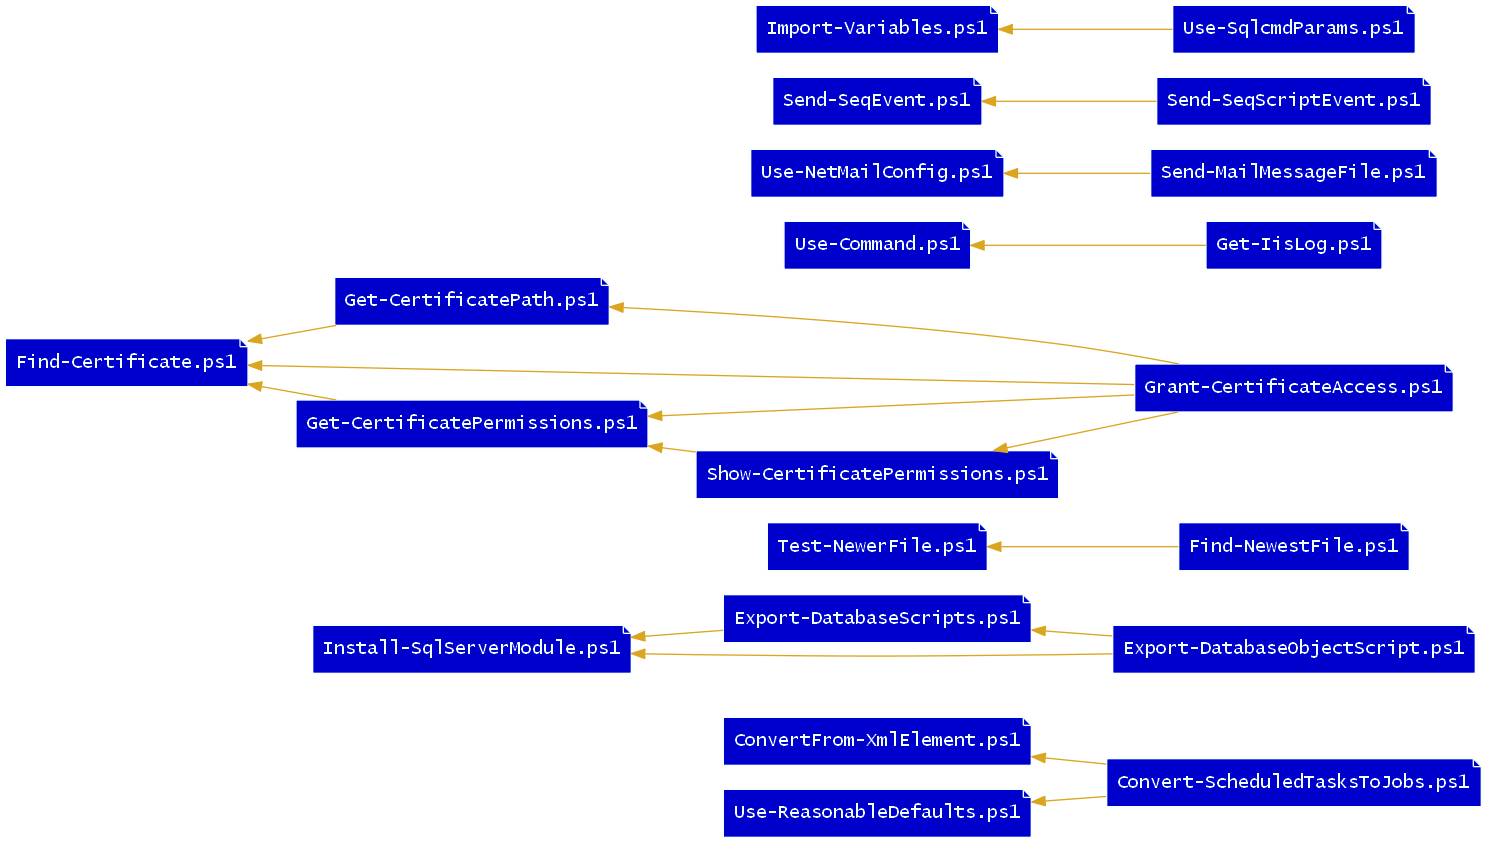 Import-Variables.ps1
Use-SqlcmdParams.ps1
Send-SeqEvent.ps1
Send-SeqScriptEvent.ps1
Use-NetMailConfig.ps1
Send-MailMessageFile.ps1
Use-Command.ps1
Get-IisLog.ps1
Get-CertificatePath.ps1
Find-Certificate.ps1
Grant-CertificateAccess.ps1
Get-CertificatePermissions.ps1
Show-CertificatePermissions.ps1
Test-NewerFile.ps1
Find-NewestFile.ps1
Export-DatabaseScripts.ps1
Install-SqlServerModule.ps1
Export-DatabaseObjectScript.ps1
ConvertFrom-XmlElement.ps1
Convert-ScheduledTasksToJobs.ps1
Use-ReasonableDefaults.ps1